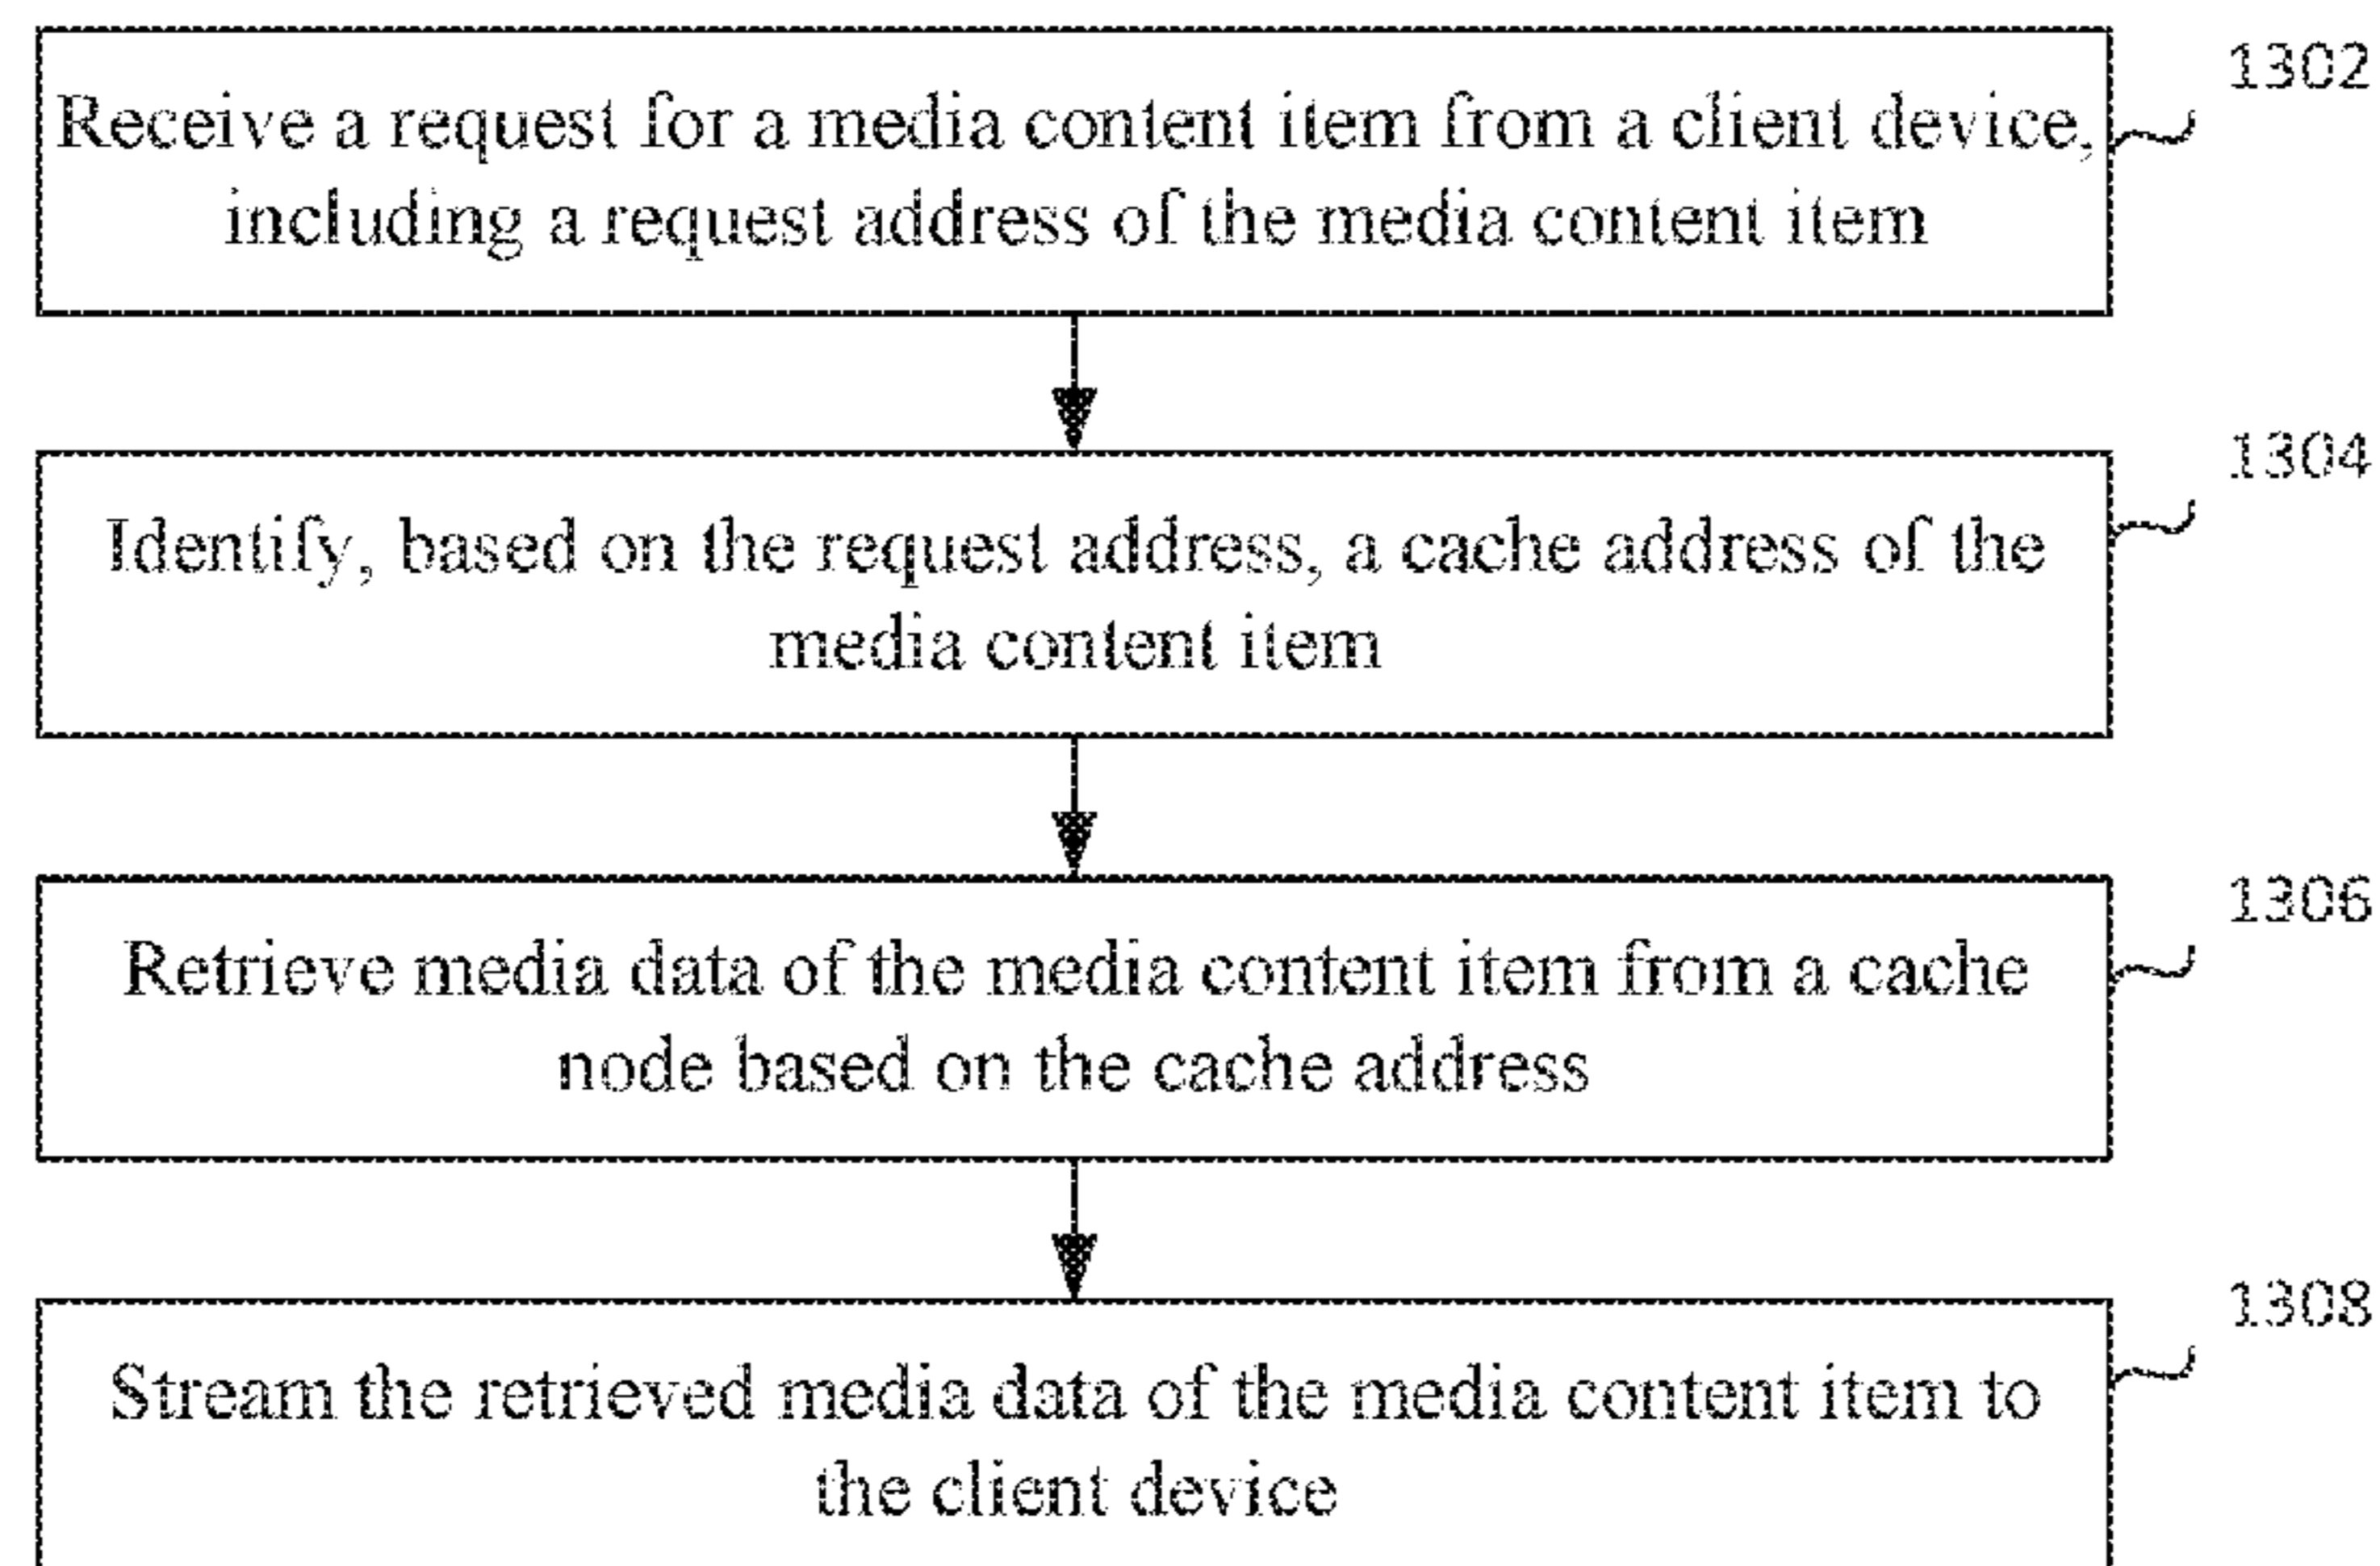 1302
Receive a request for a media content item from a client device,
including a request address of the media content item
1304
Identify, based on the request address, a cache address of the
media content item
1306
Retrieve media data of the media content item from a cache
node based on the cache address
1308
Stream the retrieved media data of the media content item to
the client device